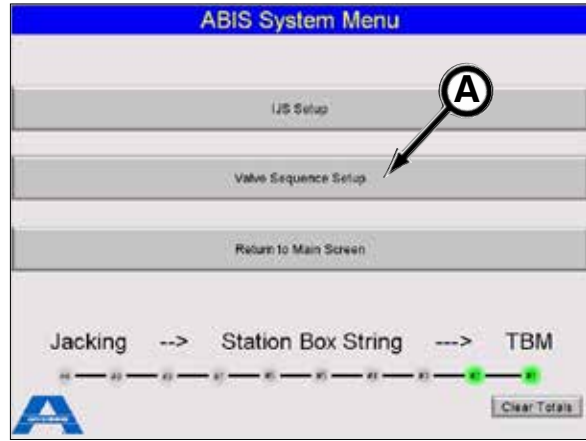 ABIS System Menu
A
IJS Setup
Valve Sequence Setup
Return to Main Screen
Jacking --> Station Box String ---> TBM
Clear Totals